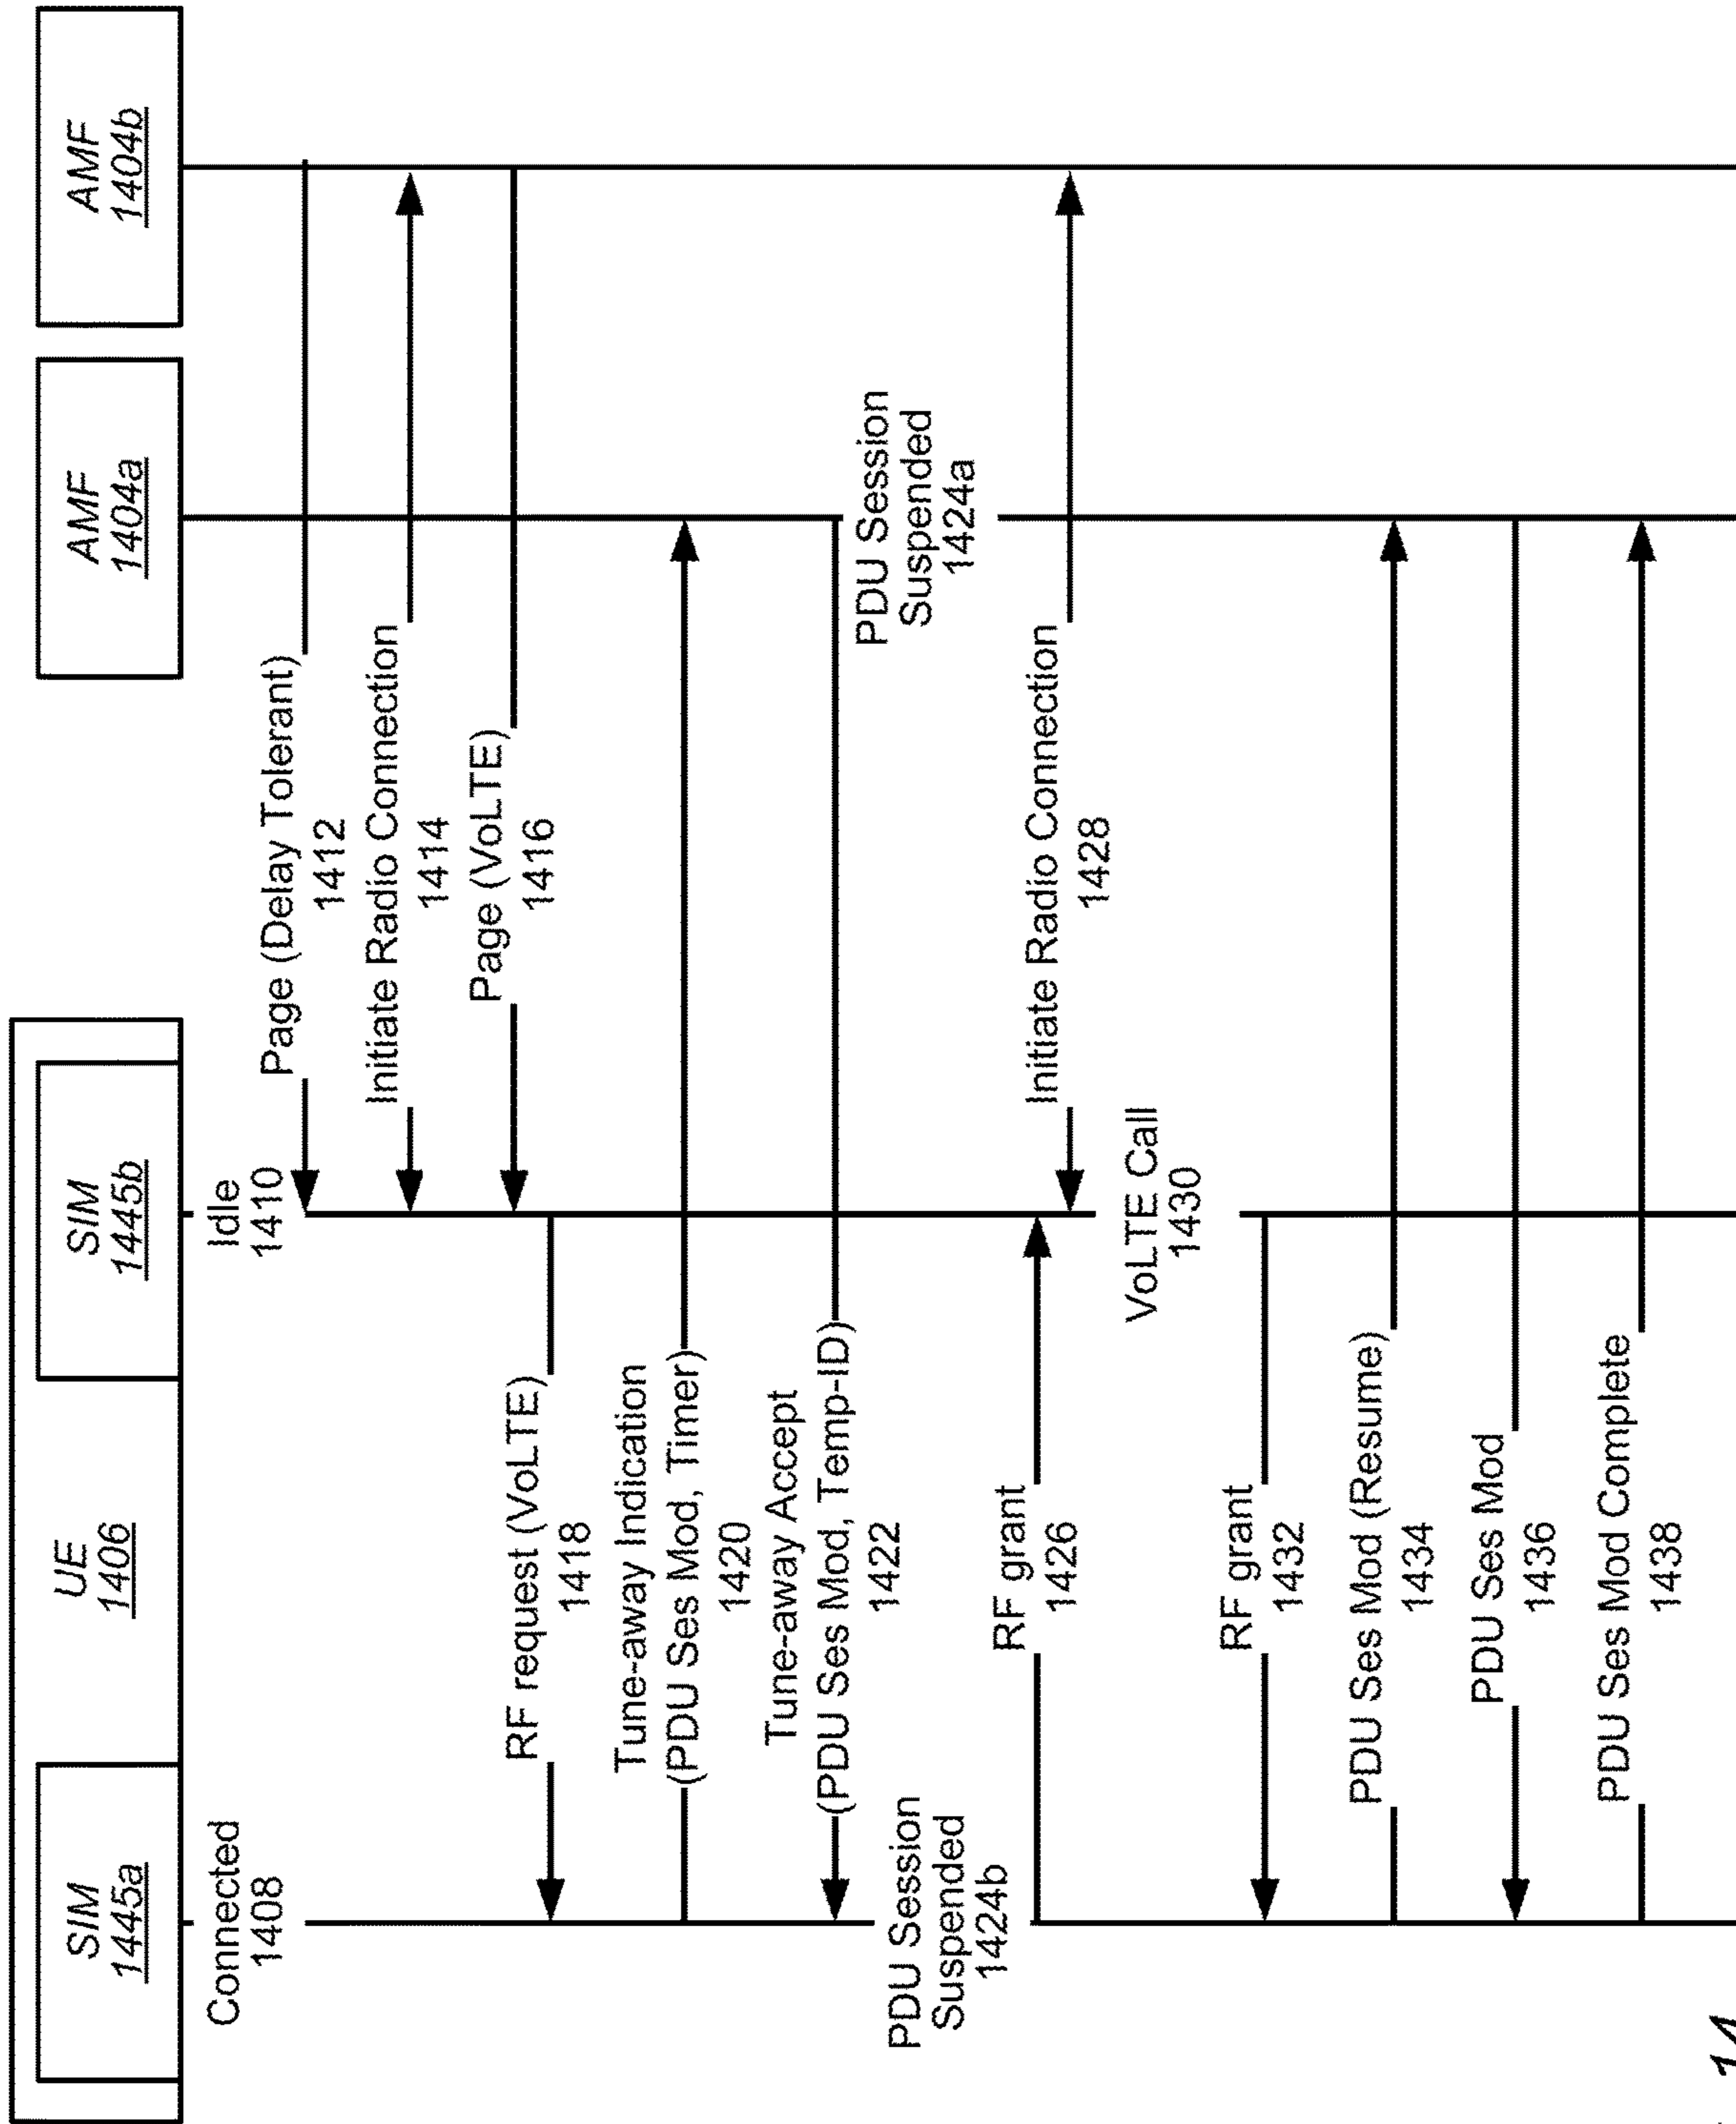 UE
1406
SIM
1445a
SIM
1445b
AMF
1404a
AMF
1404b
Connected
1408
Idle
1410
Page (Delay Tolerant)
1412
Initiate Radio Connection
1414
Page (VoLTE)
1416
RF request (VoLTE)
1418
Tune-away Indication
(PDU Ses Mod, Timer)
1420
Tune-away Accept
(PDU Ses Mod, Temp-ID)
1422
PDU Session
Suspended
1424a
PDU Session
Suspended
1424b
RF grant
1426
Initiate Radio Connection
1428
VoLTE Call
1430
RF grant
1432
PDU Ses Mod (Resume)
1434
PDU Ses Mod
1436
PDU Ses Mod Complete
1438
14